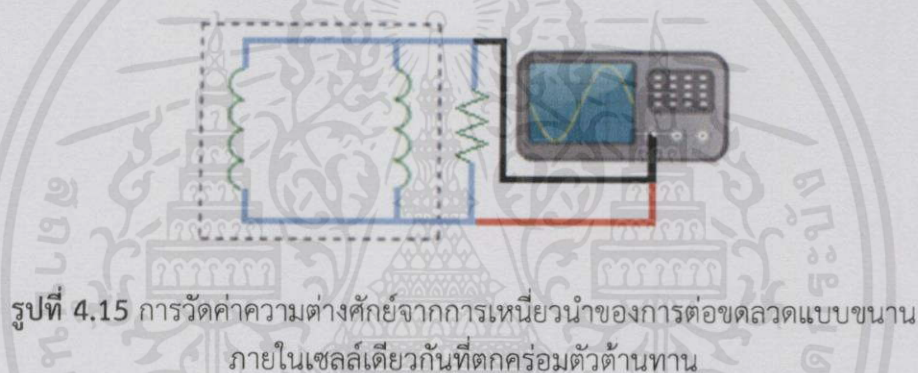 รูปที่ 4.15 การวัดค่าความต่างศักย์จากการเหนี่ยวนำของการต่อขดลวดแบบขนาน
ภายในเซลล์เดียวกันที่ตกคร่อมตัวต้านทาน